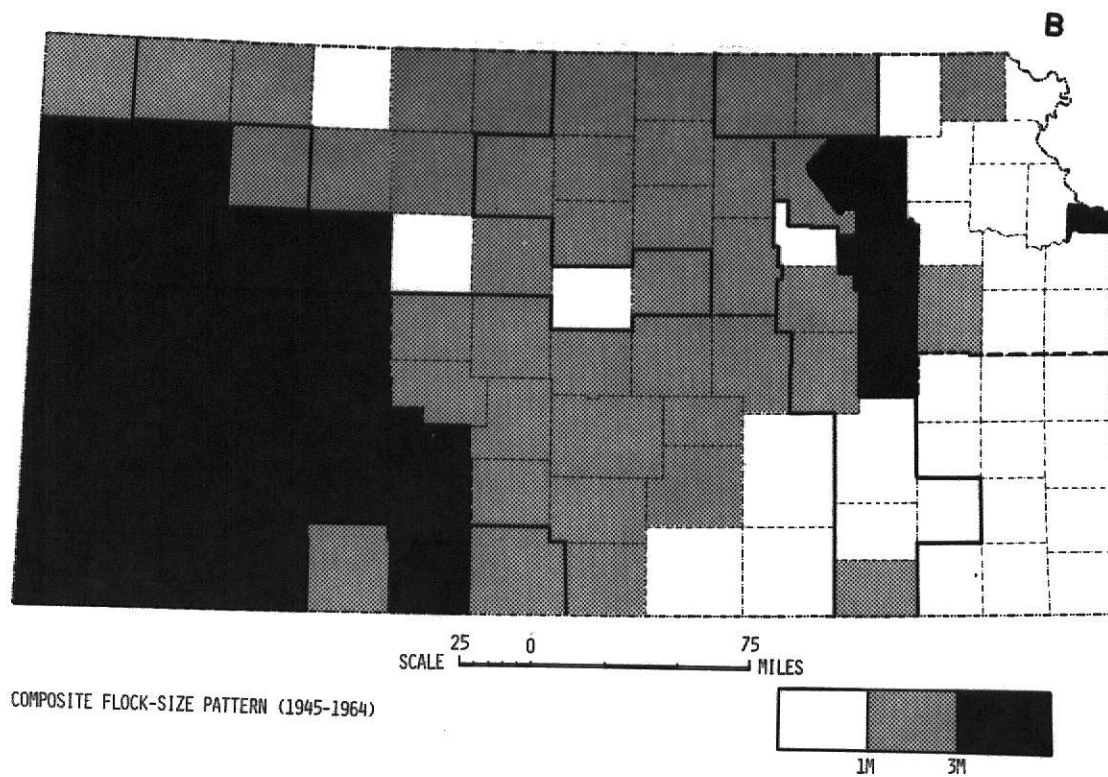 B
25 0 75
SCALE MILES
COMPOSITE FLOCK-SIZE PATTERN (1945-1964)
1M 3M